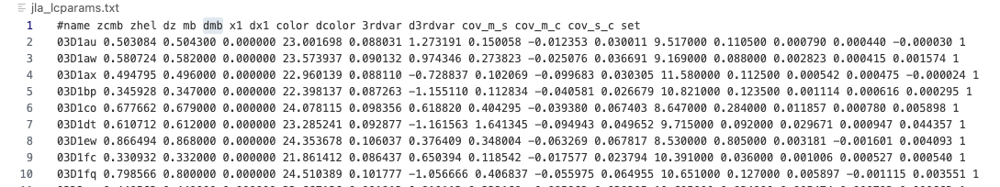 jla_lcparams.txt
1 #name zcmb zhel dz mb dmb x1 dx1 color dcolor 3rdvar d3rdvar cov_m_s cov_m_c cov_s_c set
2 03D1au 0.503084 0.504300 0.000000 23.001698 0.088031 1.273191 0.150058 -0.012353 0.030011 9.517000 0.110500 0.000790 0.000440 -0.000030 1
3 03D1aw 0.580724 0.582000 0.000000 23.573937 0.090132 0.974346 0.273823 -0.025076 0.036691 9.169000 0.088000 0.002823 0.000415 0.001574 1
4 03D1ax 0.494795 0.496000 0.000000 22.960139 0.088110 -0.728837 0.102069 -0.099683 0.030305 11.580000 0.112500 0.000542 0.000475 -0.000024 1
5 03D1bp 0.345928 0.347000 0.000000 22.398137 0.087263 -1.155110 0.112834 -0.040581 0.026679 10.821000 0.123500 0.001114 0.000616 0.000295 1
6 03D1co 0.677662 0.679000 0.000000 24.078115 0.098356 0.618820 0.404295 -0.039380 0.067403 8.647000 0.284000 0.011857 0.000780 0.005898 1
7 03D1dt 0.610712 0.612000 0.000000 23.285241 0.092877 -1.161563 1.641345 -0.094943 0.049652 9.715000 0.092000 0.029671 0.000947 0.044357 1
8 03D1ew 0.866494 0.868000 0.000000 24.353678 0.106037 0.376409 0.348004 -0.063269 0.067817 8.530000 0.805000 0.003181 -0.001601 0.004093 1
9 03D1fc 0.330932 0.332000 0.000000 21.861412 0.086437 0.650394 0.118542 -0.017577 0.023794 10.391000 0.036000 0.001006 0.000527 0.000540 1
10 03D1fq 0.798566 0.800000 0.000000 24.510389 0.101777 -1.056666 0.406837 -0.055975 0.064955 10.651000 0.127000 0.005897 -0.001115 0.003551 1